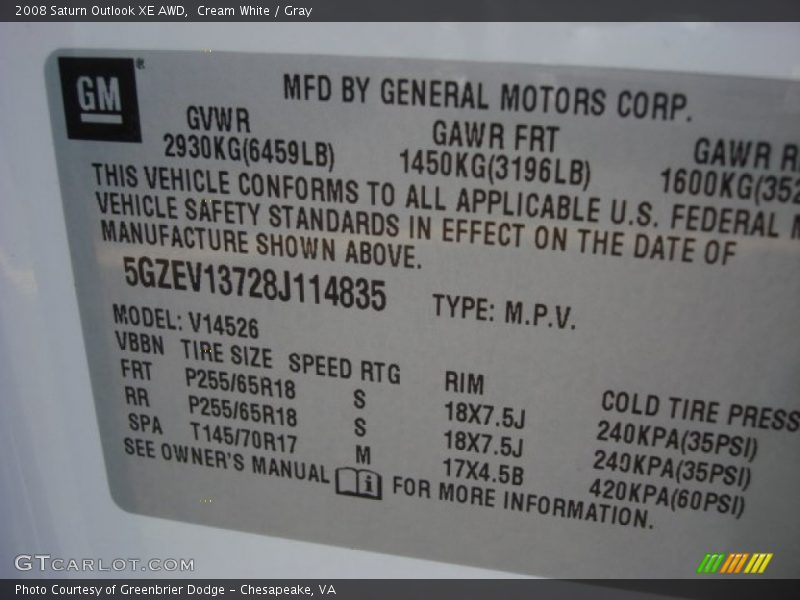 2008 Saturn Outlook XE AWD, Cream White / Gray
GM®
MFD BY GENERAL MOTORS CORP.
GVWR GAWR FRT GAWR R
2930KG(6459LB) 1450KG(3196LB) 1600KG(352
THIS VEHICLE CONFORMS TO ALL APPLICABLE U.S. FEDERAL M
VEHICLE SAFETY STANDARDS IN EFFECT ON THE DATE OF
MANUFACTURE SHOWN ABOVE.
5GZEV13728J114835 TYPE: M.P.V.
MODEL: V14526
VBBN TIRE SIZE SPEED RTG RIM COLD TIRE PRESS
FRT P255/65R18 S 18X7.5J 240KPA(35PSI)
RR P255/65R18 S 18X7.5J 240KPA(35PSI)
SPA T145/70R17 M 17X4.5B 420KPA(60PSI)
SEE OWNER'S MANUAL i FOR MORE INFORMATION.
GTCARLOT.COM
Photo Courtesy of Greenbrier Dodge - Chesapeake, VA